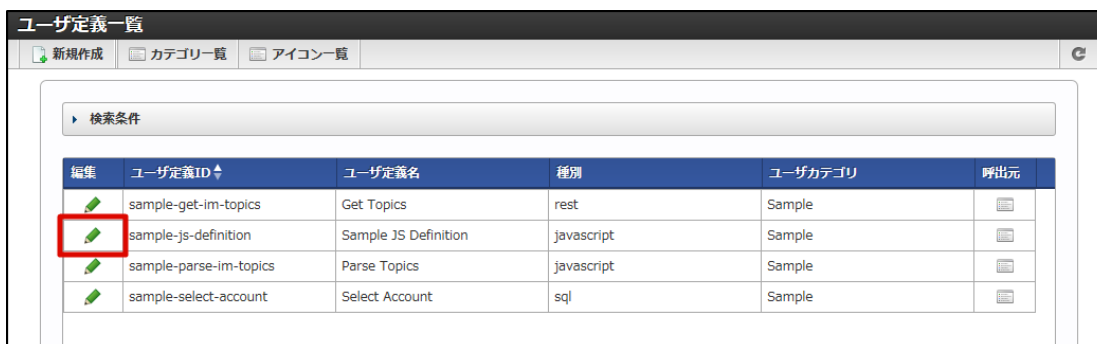 ユーザ定義一覧
新規作成 カテゴリ一覧 アイコン一覧
検索条件
編集 ユーザ定義ID ユーザ定義名 種別 ユーザカテゴリ 呼出元
sample-get-im-topics Get Topics rest Sample
sample-js-definition Sample JS Definition javascript Sample
sample-parse-im-topics Parse Topics javascript Sample
sample-select-account Select Account sql Sample